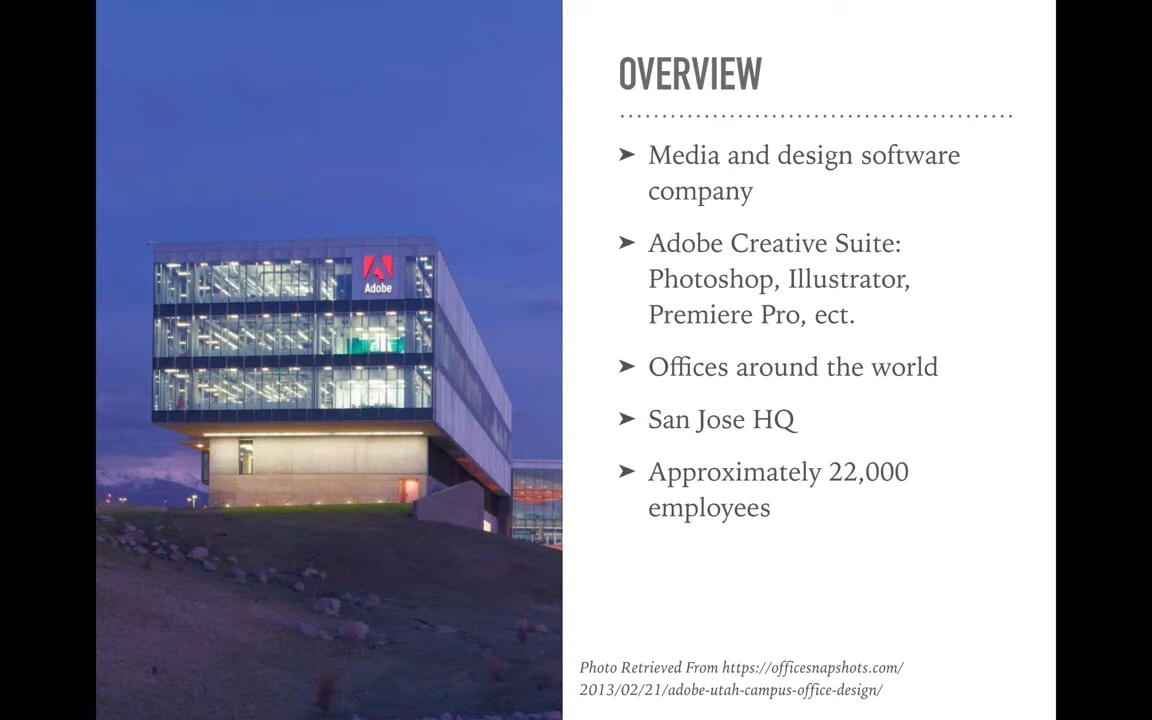 Adobe
OVERVIEW
➤ Media and design software
company
➤ Adobe Creative Suite:
Photoshop, Illustrator,
Premiere Pro, ect.
➤ Offices around the world
➤ San Jose HQ
➤ Approximately 22,000
employees
Photo Retrieved From https://officesnapshots.com/
2013/02/21/adobe-utah-campus-office-design/